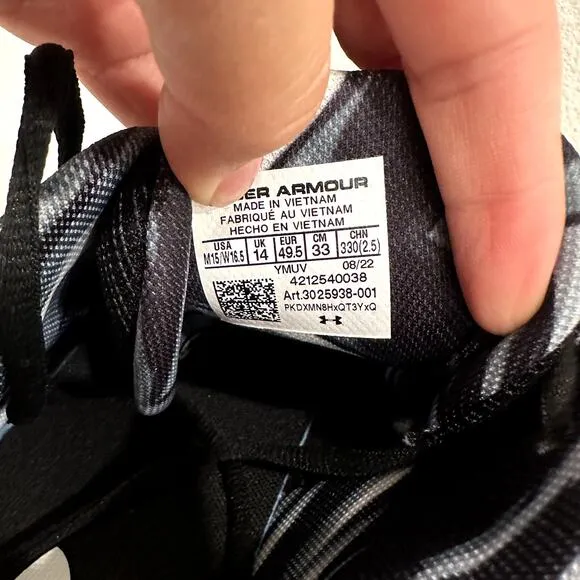 DER ARMOUR
MADE IN VIETNAM
FABRIQUÉ AU VIETNAM
HECHO EN VIETNAM
USA UK EUR CM CHN
M15/W16.5 14 49.5 33 330(2.5)
YMUV 08/22
4212540038
Art.3025938-001
PKDXMN8HxQT3YxQ